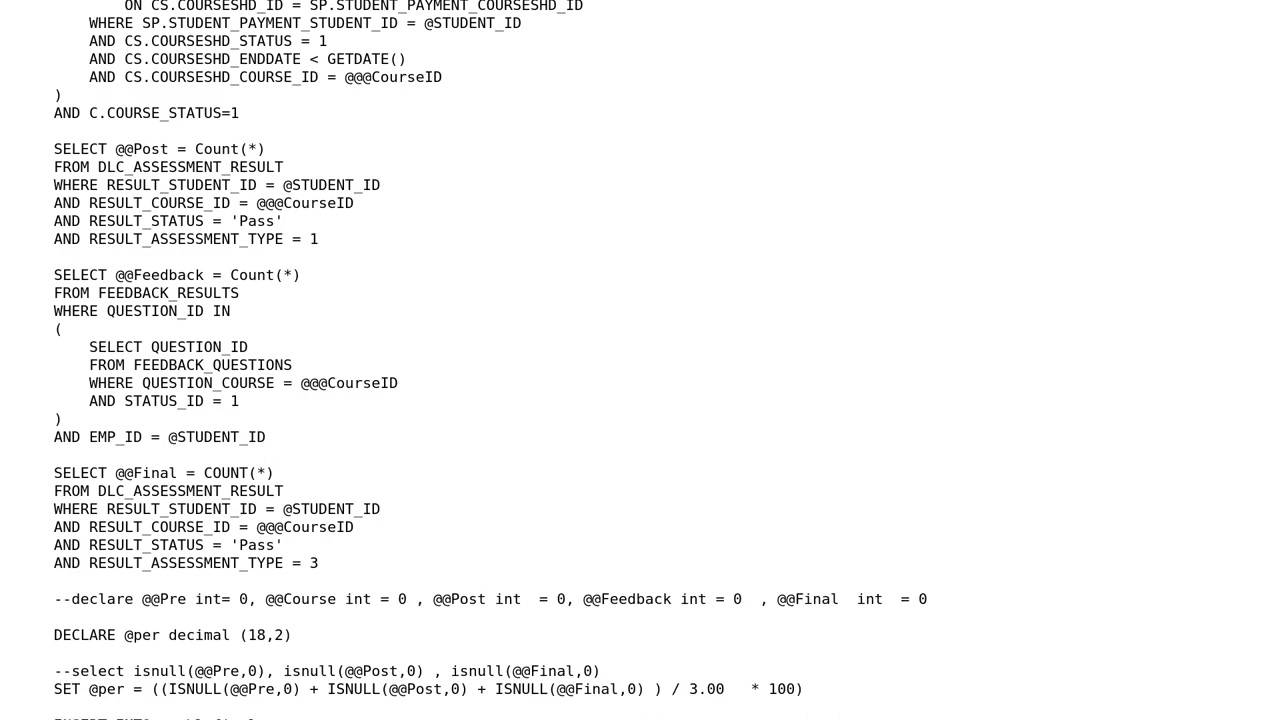 ON CS.COURSESHD_ID = SP.STUDENT_PAYMENT_COURSESHD_ID
WHERE SP.STUDENT_PAYMENT_STUDENT_ID = @STUDENT_ID
AND CS.COURSESHD_STATUS = 1
AND CS.COURSESHD_ENDDATE < GETDATE()
AND CS.COURSESHD_COURSE_ID = @@@CourseID
)
AND C.COURSE_STATUS=1

SELECT @@Post = Count(*)
FROM DLC_ASSESSMENT_RESULT
WHERE RESULT_STUDENT_ID = @STUDENT_ID
AND RESULT_COURSE_ID = @@@CourseID
AND RESULT_STATUS = 'Pass'
AND RESULT_ASSESSMENT_TYPE = 1

SELECT @@Feedback = Count(*)
FROM FEEDBACK_RESULTS
WHERE QUESTION_ID IN
(
SELECT QUESTION_ID
FROM FEEDBACK_QUESTIONS
WHERE QUESTION_COURSE = @@@CourseID
AND STATUS_ID = 1
)
AND EMP_ID = @STUDENT_ID

SELECT @@Final = COUNT(*)
FROM DLC_ASSESSMENT_RESULT
WHERE RESULT_STUDENT_ID = @STUDENT_ID
AND RESULT_COURSE_ID = @@@CourseID
AND RESULT_STATUS = 'Pass'
AND RESULT_ASSESSMENT_TYPE = 3

--declare @@Pre int= 0, @@Course int = 0 , @@Post int  = 0, @@Feedback int = 0  , @@Final  int  = 0

DECLARE @per decimal (18,2)

--select isnull(@@Pre,0), isnull(@@Post,0) , isnull(@@Final,0)
SET @per = ((ISNULL(@@Pre,0) + ISNULL(@@Post,0) + ISNULL(@@Final,0) ) / 3.00   * 100)